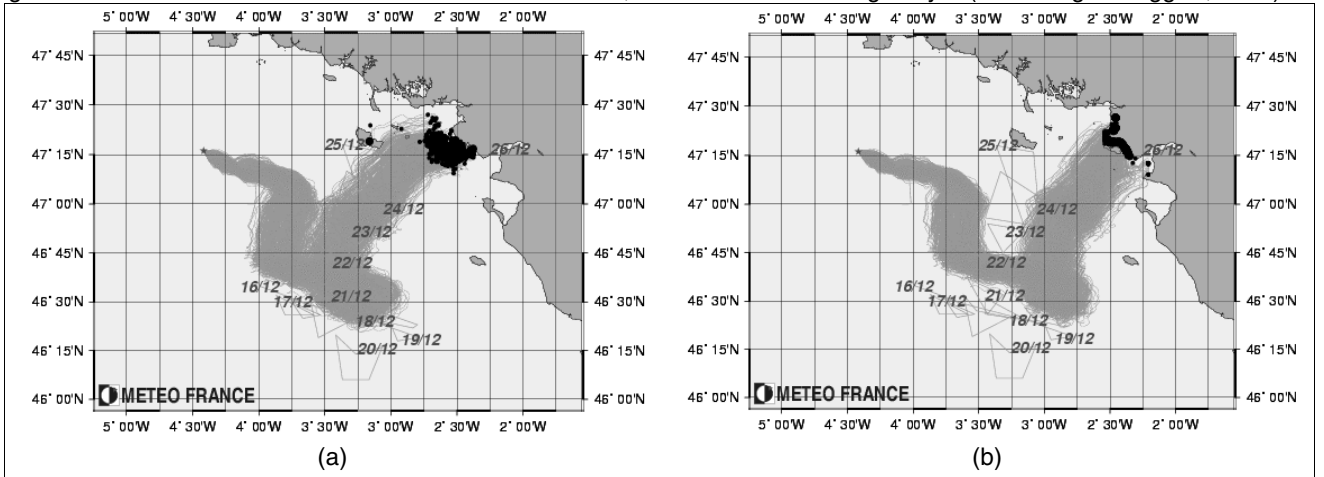 5° 00'W 4° 30'W 4° 00'W 3° 30'W 3° 00'W 2° 30'W 2° 00'W
47° 45'N 47° 45'N
47° 30'N 47° 30'N
25/12 26/12
47° 15'N 47° 15'N
24/12
47° 00'N 47° 00'N
23/12
46° 45'N 22/12 46° 45'N
16/12
46° 30'N 17/12 21/12 46° 30'N
18/12
19/12
46° 15'N 20/12 46° 15'N
METEO FRANCE
46° 00'N 46° 00'N
5° 00'W 4° 30'W 4° 00'W 3° 30'W 3° 00'W 2° 30'W 2° 00'W
(a)
5° 00'W 4° 30'W 4° 00'W 3° 30'W 3° 00'W 2° 30'W 2° 00'W
47° 45'N 47° 45'N
47° 30'N 47° 30'N
25/12 26/12
47° 15'N 47° 15'N
24/12
47° 00'N 47° 00'N
23/12
46° 45'N 22/12 46° 45'N
16/12
46° 30'N 17/12 21/12 46° 30'N
18/12
19/12
46° 15'N 20/12 46° 15'N
METEO FRANCE
46° 00'N 46° 00'N
5° 00'W 4° 30'W 4° 00'W 3° 30'W 3° 00'W 2° 30'W 2° 00'W
(b)